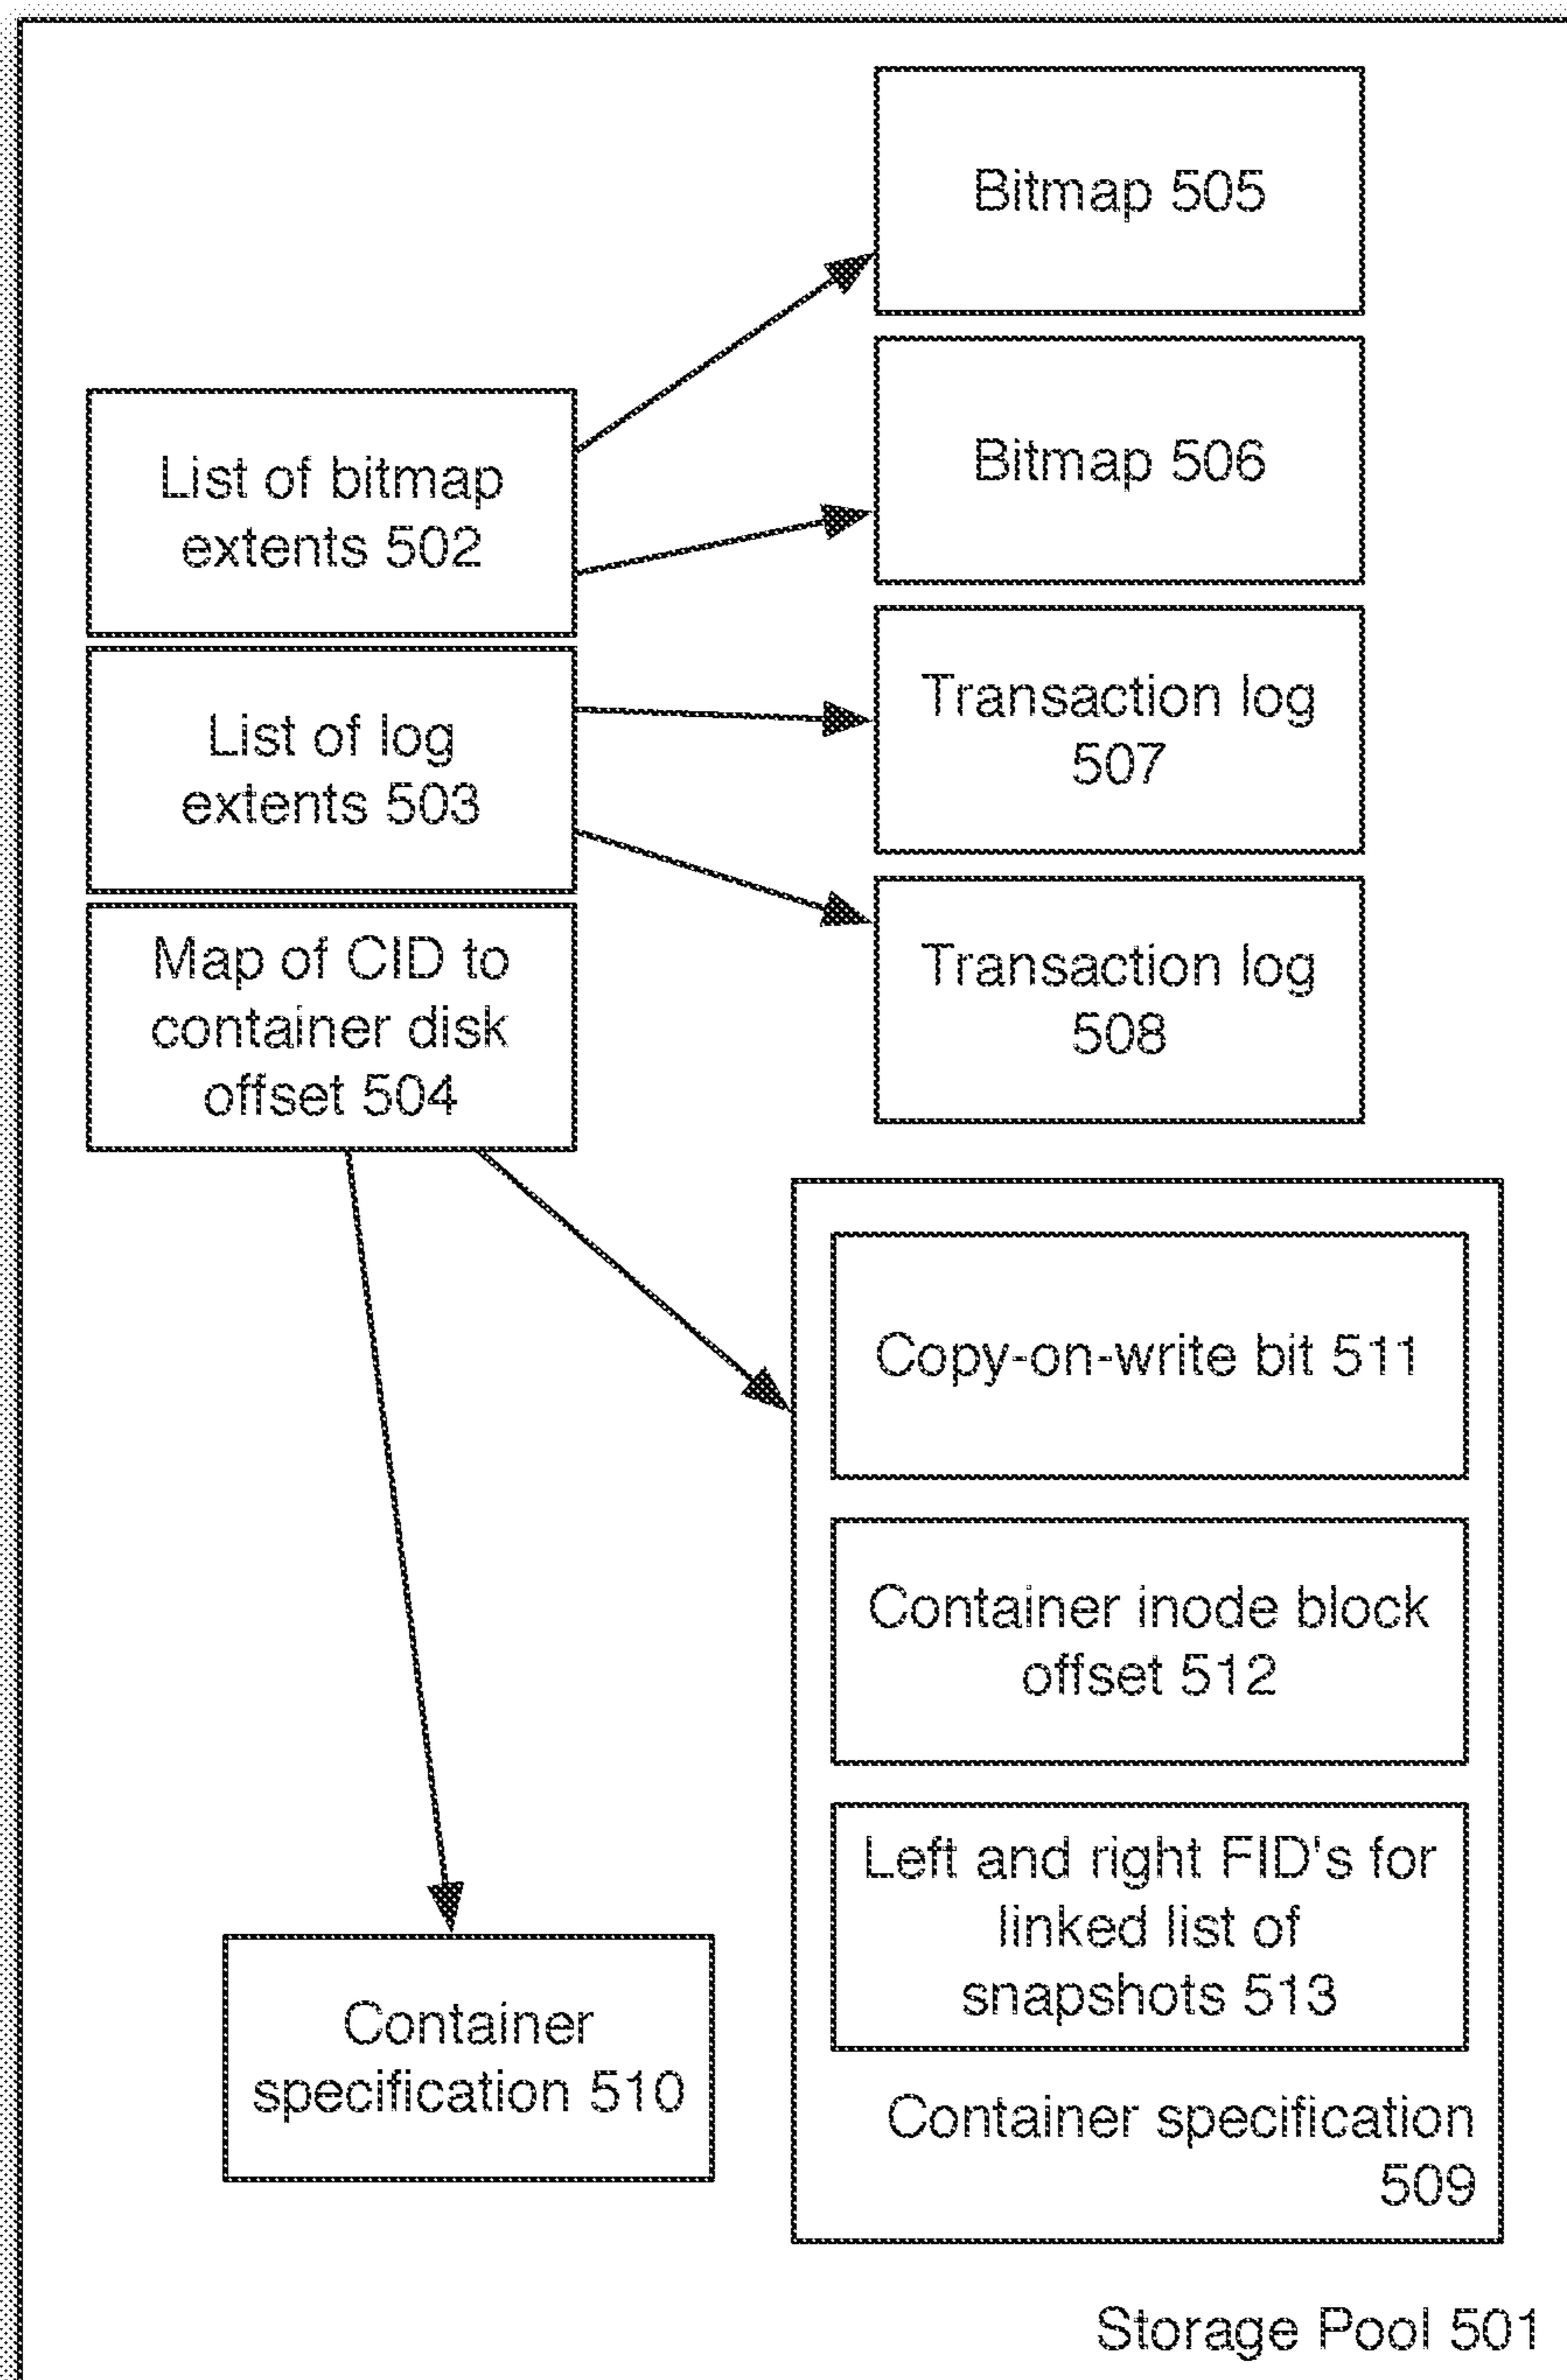 Bitmap 505
Bitmap 506
List of bitmap
extents 502
Transaction log
507
List of log
extents 503
Transaction log
508
Map of CID to
container disk
offset 504
Copy-on-write bit 511
Container inode block
offset 512
Left and right FID's for
linked list of
snapshots 513
Container
specification 510
Container specification
509
Storage Pool 501